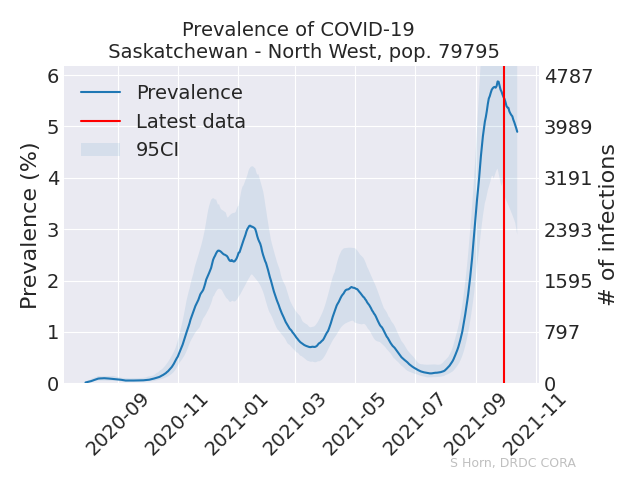 Prevalence of COVID-19
Saskatchewan - North West, pop. 79795
Prevalence (%)
6
5
4
3
2
1
0
Prevalence
Latest data
95CI
4787
3989
3191
2393
1595
797
0
# of infections
2020-09
2020-11
2021-01
2021-03
2021-05
2021-07
2021-09
2021-11
S Horn, DRDC CORA